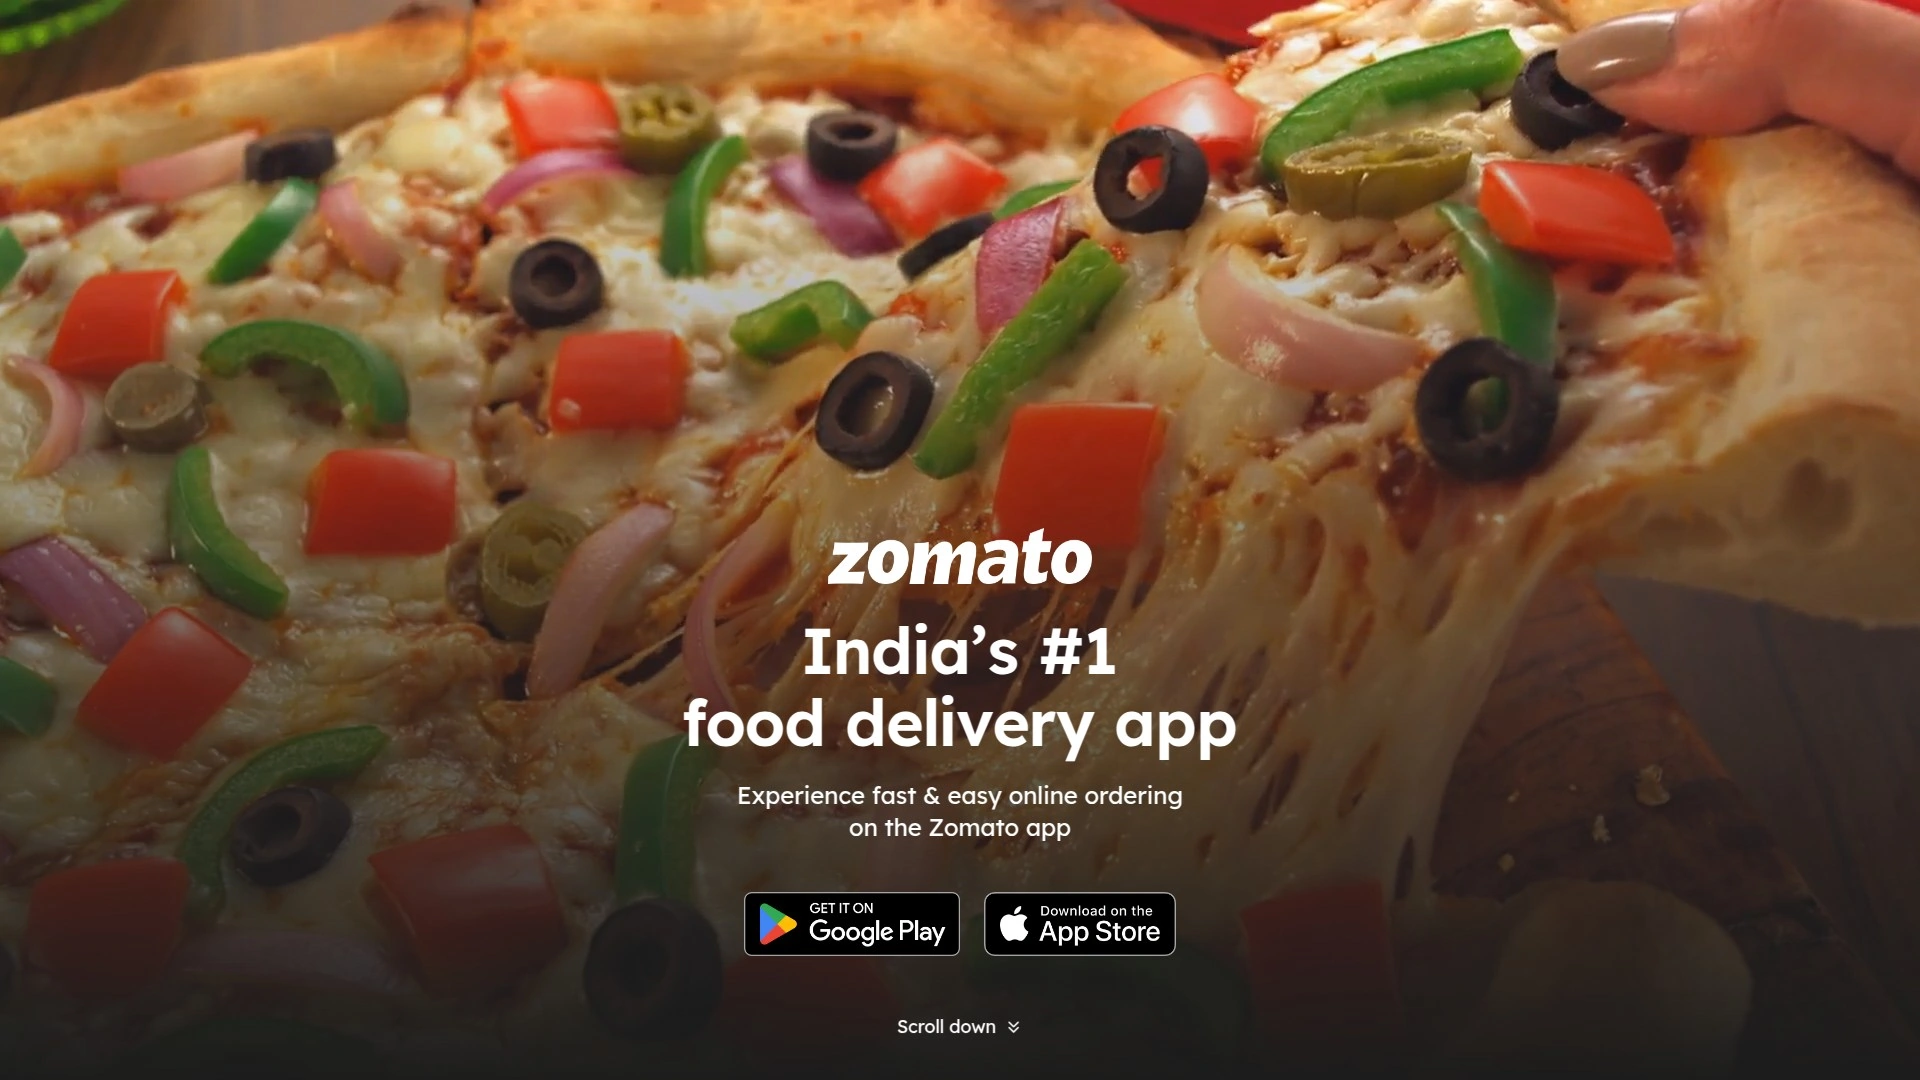 zomato
India’s #1
food delivery app
Experience fast & easy online ordering
on the Zomato app
GET IT ON
Google Play
Download on the
App Store
Scroll down